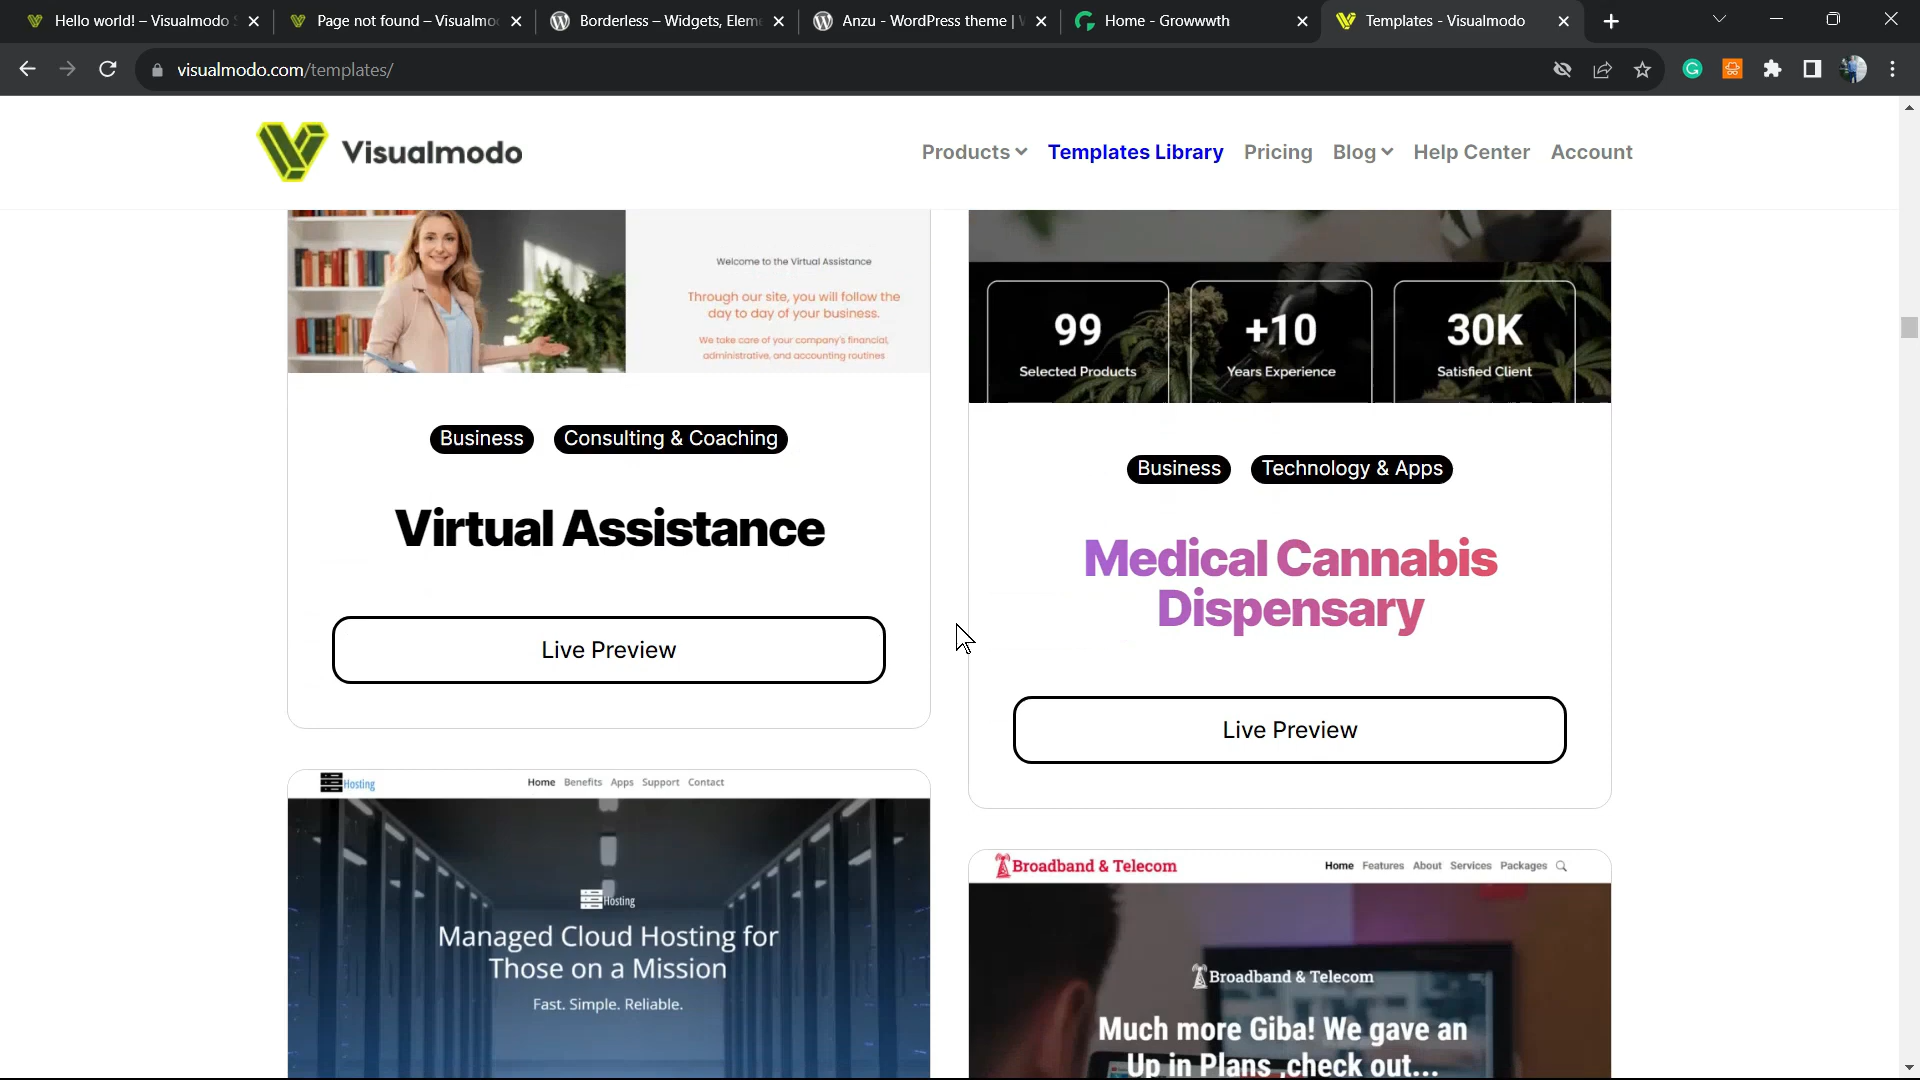 Hello world! – Visualmodo
Page not found – Visualmo
Borderless – Widgets, Elem
Anzu - WordPress theme |
Home - Growwwth
Templates - Visualmodo
visualmodo.com/templates/
Visualmodo
Products
Templates Library
Pricing
Blog
Help Center
Account
Welcome to the Virtual Assistance
Through our site, you will follow the
day to day of your business.
We take care of your company's financial,
administrative, and accounting routines
Business
Consulting & Coaching
Virtual Assistance
Live Preview
99
Selected Products
+10
Years Experience
30K
Satisfied Client
Business
Technology & Apps
Medical Cannabis
Dispensary
Live Preview
Hosting
Home Benefits Apps Support Contact
Hosting
Managed Cloud Hosting for
Those on a Mission
Fast. Simple. Reliable.
Broadband & Telecom
Home Features About Services Packages
Broadband & Telecom
Much more Giba! We gave an
Up in Plans ,check out...